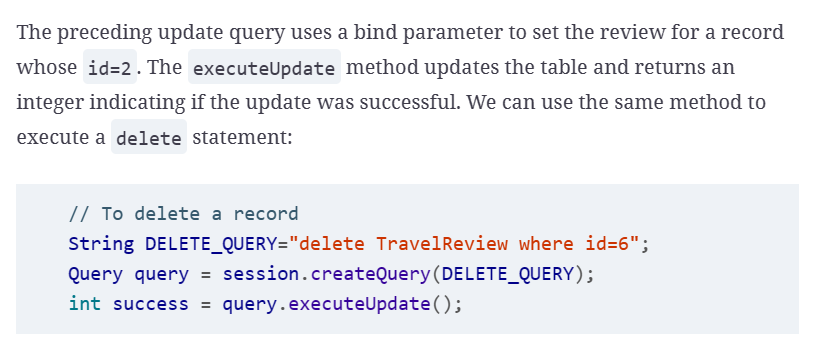 The preceding update query uses a bind parameter to set the review for a record
whose id=2. The executeUpdate method updates the table and returns an
integer indicating if the update was successful. We can use the same method to
execute a delete statement:
// To delete a record
String DELETE_QUERY="delete TravelReview where id=6";
Query query = session.createQuery(DELETE_QUERY);
int success = query.executeUpdate();